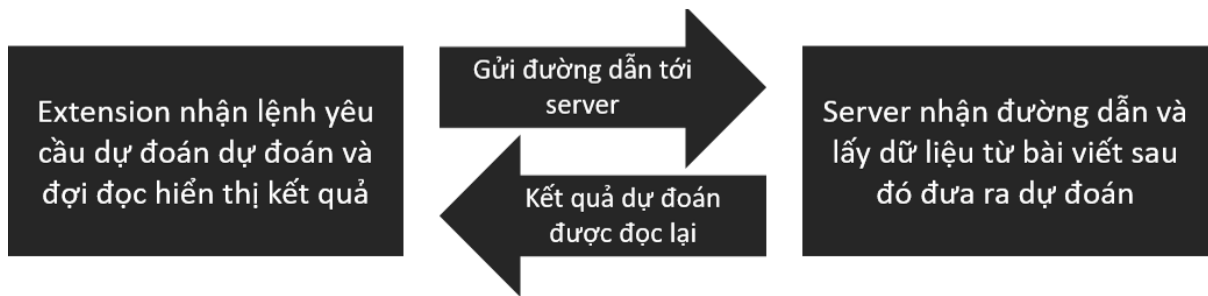 Extension nhận lệnh yêu
cầu dự đoán dự đoán và
đợi đọc hiển thị kết quả
Gửi đường dẫn tới
server
Kết quả dự đoán
được đọc lại
Server nhận đường dẫn và
lấy dữ liệu từ bài viết sau
đó đưa ra dự đoán